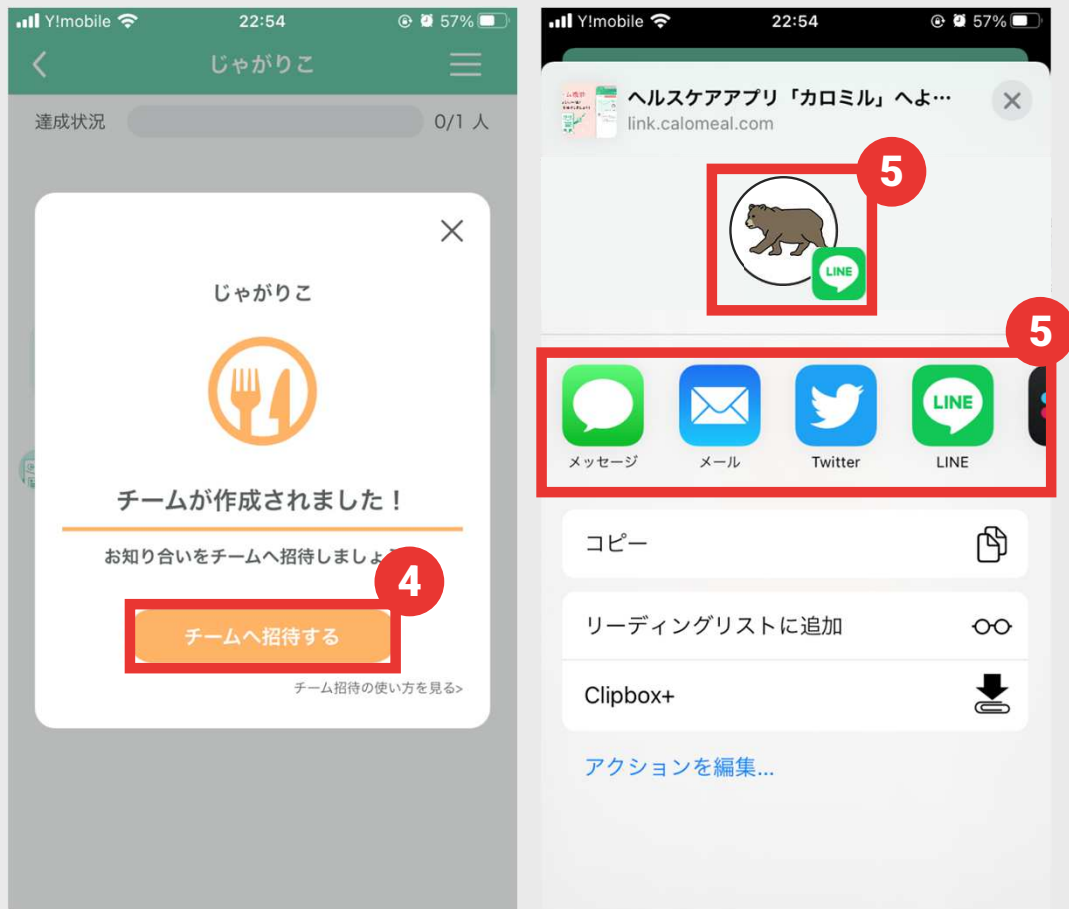 Y!mobile 22:54 57%
じゃがりこ
達成状況 0/1 人
じゃがりこ
チームが作成されました！
お知り合いをチームへ招待しましょ
4
チームへ招待する
チーム招待の使い方を見る>
Y!mobile 22:54 57%
ヘルスケアアプリ「カロミル」へよ…
link.calomeal.com
5
LINE
5
LINE
メッセージ メール Twitter LINE
コピー
リーディングリストに追加
Clipbox+
アクションを編集...